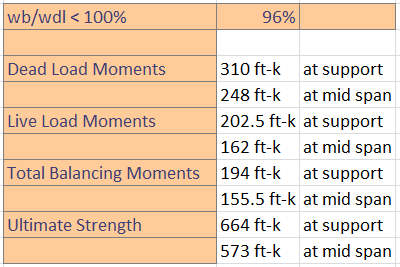 wb/wdl < 100% 96%
Dead Load Moments 310 ft-k at support
248 ft-k at mid span
Live Load Moments 202.5 ft-k at support
162 ft-k at mid span
Total Balancing Moments 194 ft-k at support
155.5 ft-k at mid span
Ultimate Strength 664 ft-k at support
573 ft-k at mid span